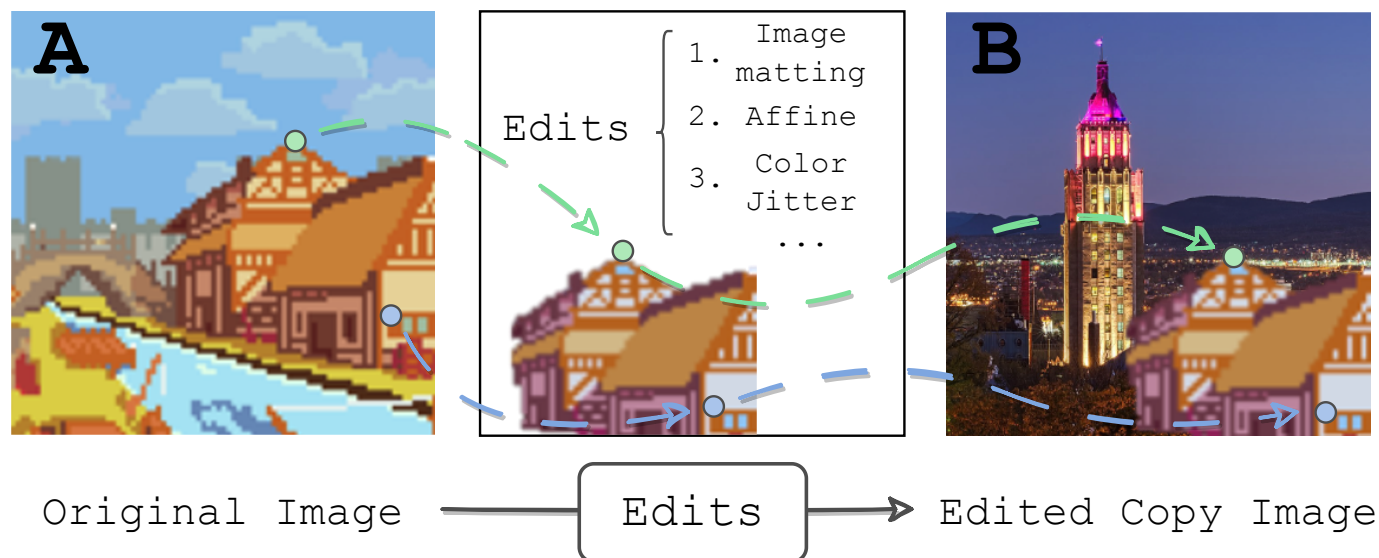 A
Edits
1. Image
matting
2. Affine
3. Color
Jitter
...
B
Original Image
Edits
Edited Copy Image